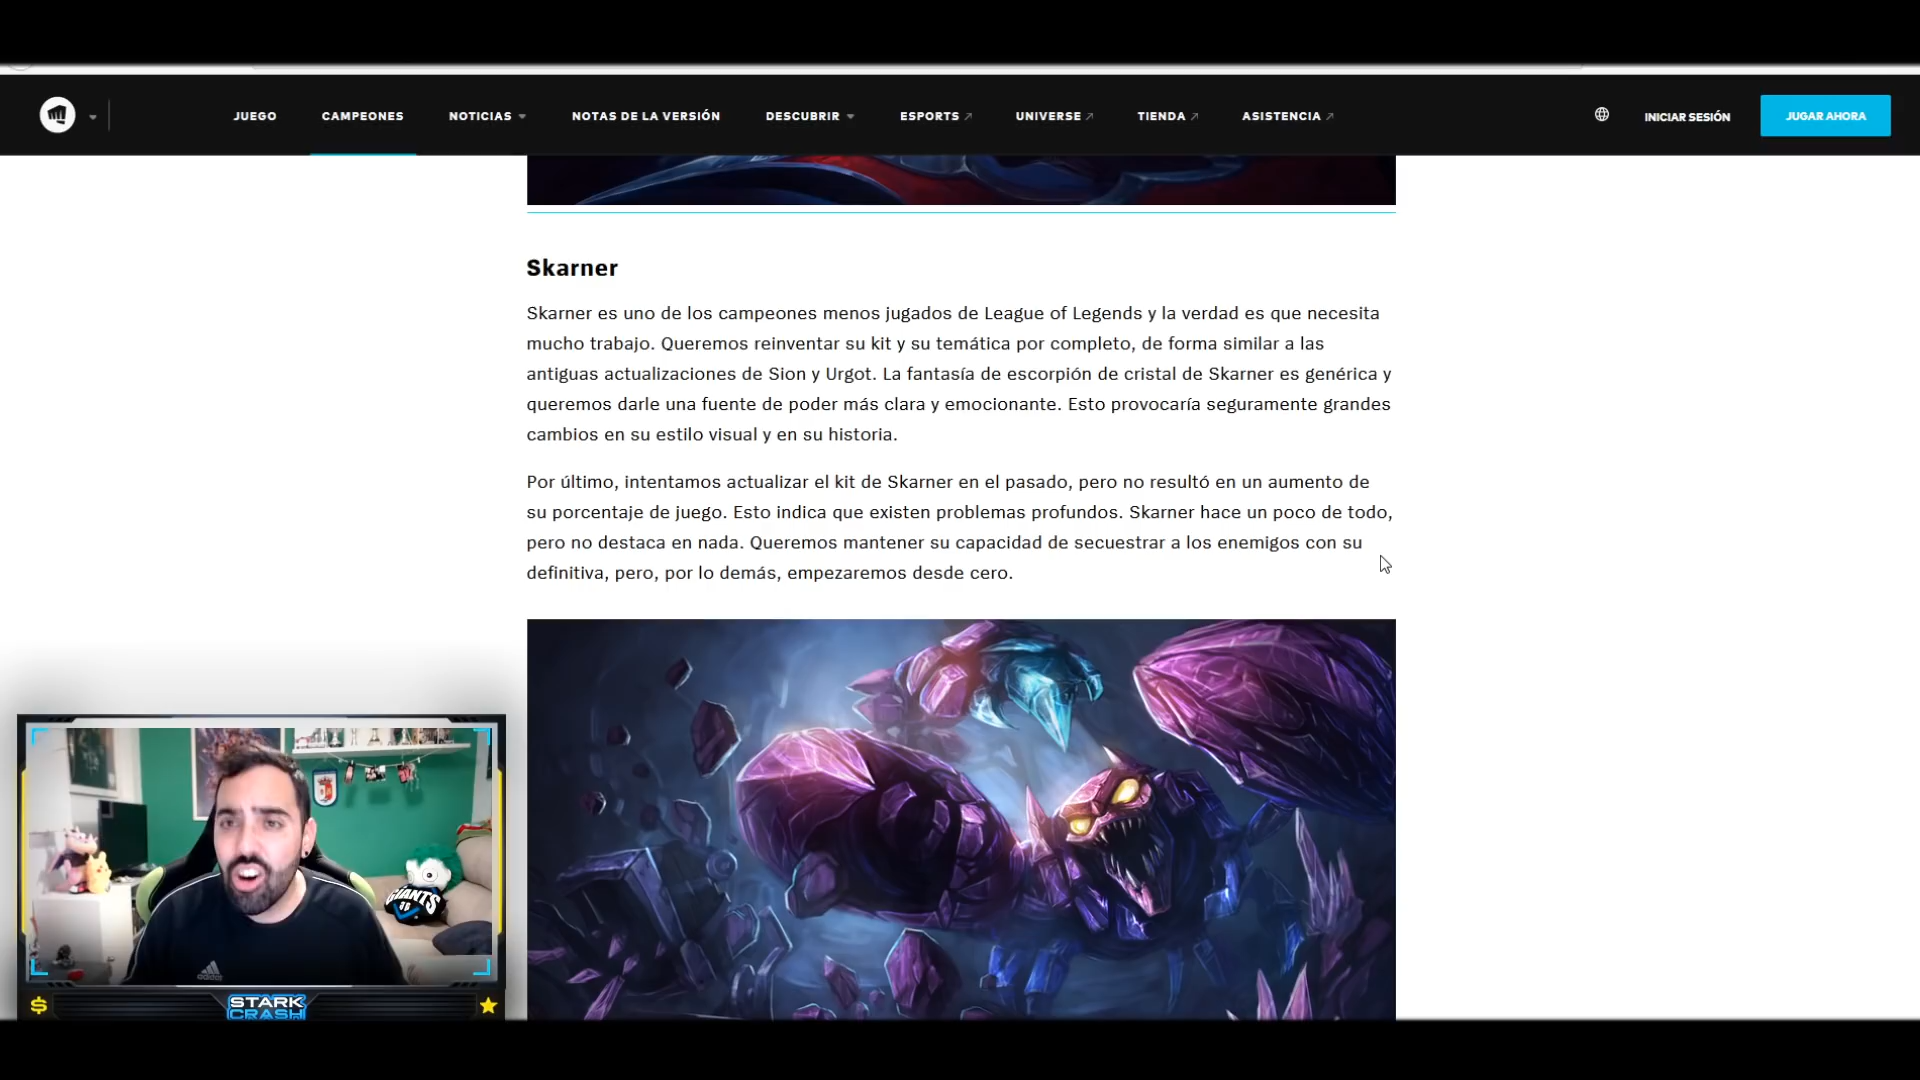 JUEGO CAMPEONES NOTICIAS NOTAS DE LA VERSIÓN DESCUBRIR ESPORTS UNIVERSE TIENDA ASISTENCIA INICIAR SESIÓN JUGAR AHORA
Skarner
Skarner es uno de los campeones menos jugados de League of Legends y la verdad es que necesita
mucho trabajo. Queremos reinventar su kit y su temática por completo, de forma similar a las
antiguas actualizaciones de Sion y Urgot. La fantasía de escorpión de cristal de Skarner es genérica y
queremos darle una fuente de poder más clara y emocionante. Esto provocaría seguramente grandes
cambios en su estilo visual y en su historia.
Por último, intentamos actualizar el kit de Skarner en el pasado, pero no resultó en un aumento de
su porcentaje de juego. Esto indica que existen problemas profundos. Skarner hace un poco de todo,
pero no destaca en nada. Queremos mantener su capacidad de secuestrar a los enemigos con su
definitiva, pero, por lo demás, empezaremos desde cero.
GIANTS
adidas
$
STARK
CRASH